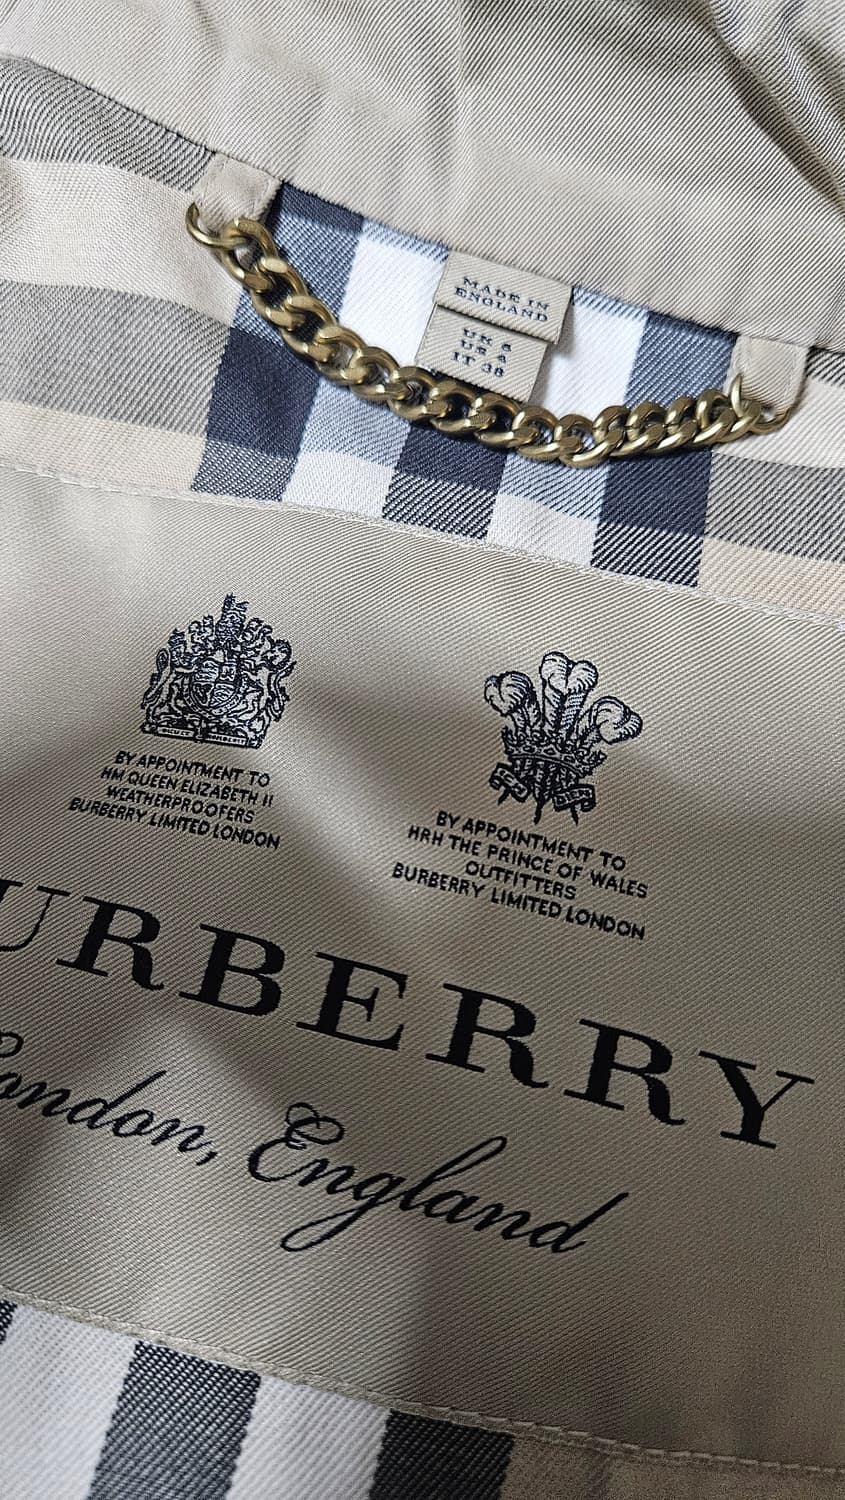 MADE IN
ENGLAND
UK 6
US 4
IT 38
BY APPOINTMENT TO
HM QUEEN ELIZABETH II
WEATHERPROOFERS
BURBERRY LIMITED LONDON
BY APPOINTMENT TO
HRH THE PRINCE OF WALES
OUTFITTERS
BURBERRY LIMITED LONDON
URBERRY
London, England